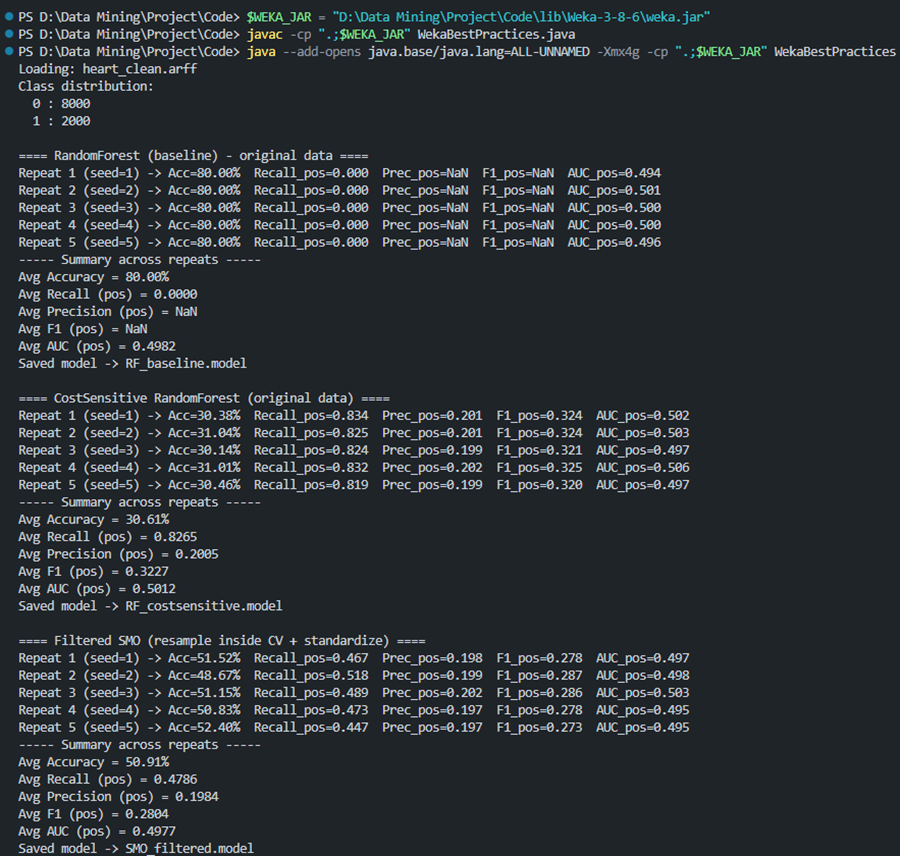 PS D:\Data Mining\Project\Code> $WEKA_JAR = "D:\Data Mining\Project\Code\lib\Weka-3-8-6\weka.jar"
PS D:\Data Mining\Project\Code> javac -cp ".;$WEKA_JAR" WekaBestPractices.java
PS D:\Data Mining\Project\Code> java --add-opens java.base/java.lang=ALL-UNNAMED -Xmx4g -cp ".;$WEKA_JAR" WekaBestPractices
Loading: heart_clean.arff
Class distribution:
  0 : 8000
  1 : 2000

==== RandomForest (baseline) - original data ====
Repeat 1 (seed=1) -> Acc=80.00%  Recall_pos=0.000  Prec_pos=NaN  F1_pos=NaN  AUC_pos=0.494
Repeat 2 (seed=2) -> Acc=80.00%  Recall_pos=0.000  Prec_pos=NaN  F1_pos=NaN  AUC_pos=0.501
Repeat 3 (seed=3) -> Acc=80.00%  Recall_pos=0.000  Prec_pos=NaN  F1_pos=NaN  AUC_pos=0.500
Repeat 4 (seed=4) -> Acc=80.00%  Recall_pos=0.000  Prec_pos=NaN  F1_pos=NaN  AUC_pos=0.500
Repeat 5 (seed=5) -> Acc=80.00%  Recall_pos=0.000  Prec_pos=NaN  F1_pos=NaN  AUC_pos=0.496
----- Summary across repeats -----
Avg Accuracy = 80.00%
Avg Recall (pos) = 0.0000
Avg Precision (pos) = NaN
Avg F1 (pos) = NaN
Avg AUC (pos) = 0.4982
Saved model -> RF_baseline.model

==== CostSensitive RandomForest (original data) ====
Repeat 1 (seed=1) -> Acc=30.38%  Recall_pos=0.834  Prec_pos=0.201  F1_pos=0.324  AUC_pos=0.502
Repeat 2 (seed=2) -> Acc=31.04%  Recall_pos=0.825  Prec_pos=0.201  F1_pos=0.324  AUC_pos=0.503
Repeat 3 (seed=3) -> Acc=30.14%  Recall_pos=0.824  Prec_pos=0.199  F1_pos=0.321  AUC_pos=0.497
Repeat 4 (seed=4) -> Acc=31.01%  Recall_pos=0.832  Prec_pos=0.202  F1_pos=0.325  AUC_pos=0.506
Repeat 5 (seed=5) -> Acc=30.46%  Recall_pos=0.819  Prec_pos=0.199  F1_pos=0.320  AUC_pos=0.497
----- Summary across repeats -----
Avg Accuracy = 30.61%
Avg Recall (pos) = 0.8265
Avg Precision (pos) = 0.2005
Avg F1 (pos) = 0.3227
Avg AUC (pos) = 0.5012
Saved model -> RF_costsensitive.model

==== Filtered SMO (resample inside CV + standardize) ====
Repeat 1 (seed=1) -> Acc=51.52%  Recall_pos=0.467  Prec_pos=0.198  F1_pos=0.278  AUC_pos=0.497
Repeat 2 (seed=2) -> Acc=48.67%  Recall_pos=0.518  Prec_pos=0.199  F1_pos=0.287  AUC_pos=0.498
Repeat 3 (seed=3) -> Acc=51.15%  Recall_pos=0.489  Prec_pos=0.202  F1_pos=0.286  AUC_pos=0.503
Repeat 4 (seed=4) -> Acc=50.83%  Recall_pos=0.473  Prec_pos=0.197  F1_pos=0.278  AUC_pos=0.495
Repeat 5 (seed=5) -> Acc=52.40%  Recall_pos=0.447  Prec_pos=0.197  F1_pos=0.273  AUC_pos=0.495
----- Summary across repeats -----
Avg Accuracy = 50.91%
Avg Recall (pos) = 0.4786
Avg Precision (pos) = 0.1984
Avg F1 (pos) = 0.2804
Avg AUC (pos) = 0.4977
Saved model -> SMO_filtered.model